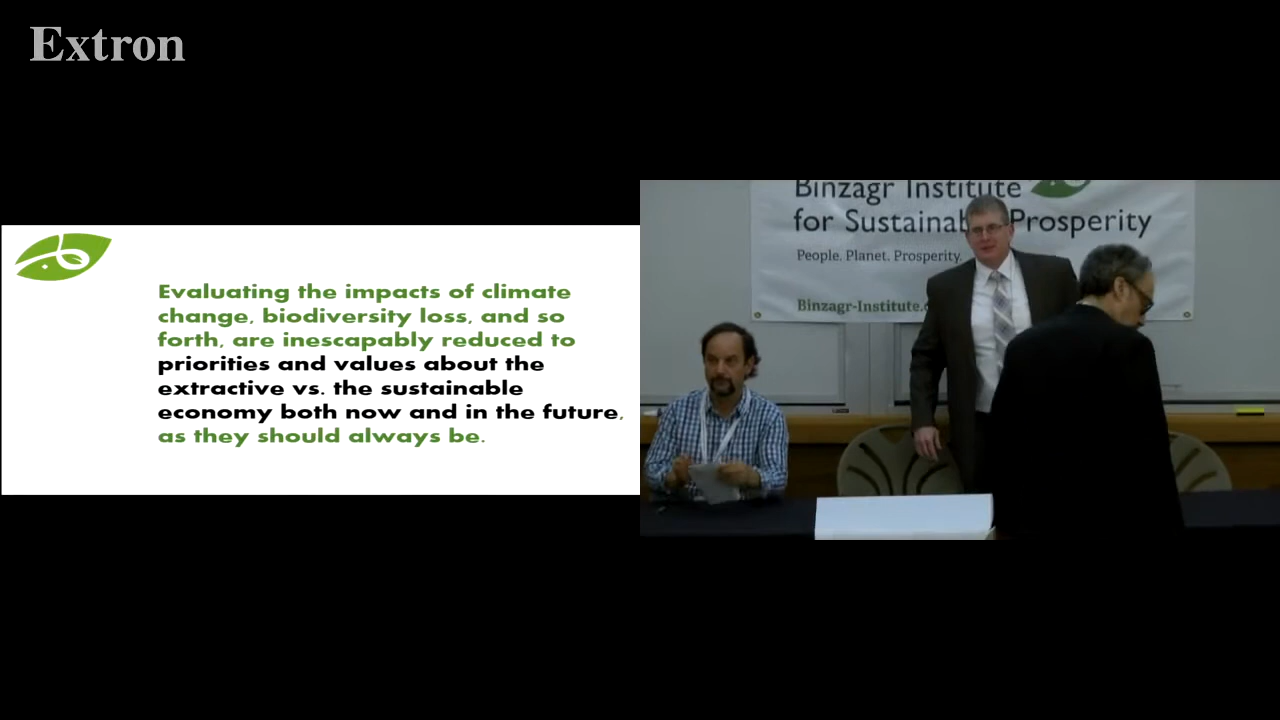 Extron
Evaluating the impacts of climate
change, biodiversity loss, and so
forth, are inescapably reduced to
priorities and values about the
extractive vs. the sustainable
economy both now and in the future,
as they should always be.
Binzagr Institute
for Sustainab Prosperity
People. Planet. Prosperity.
Binzagr-Institute.